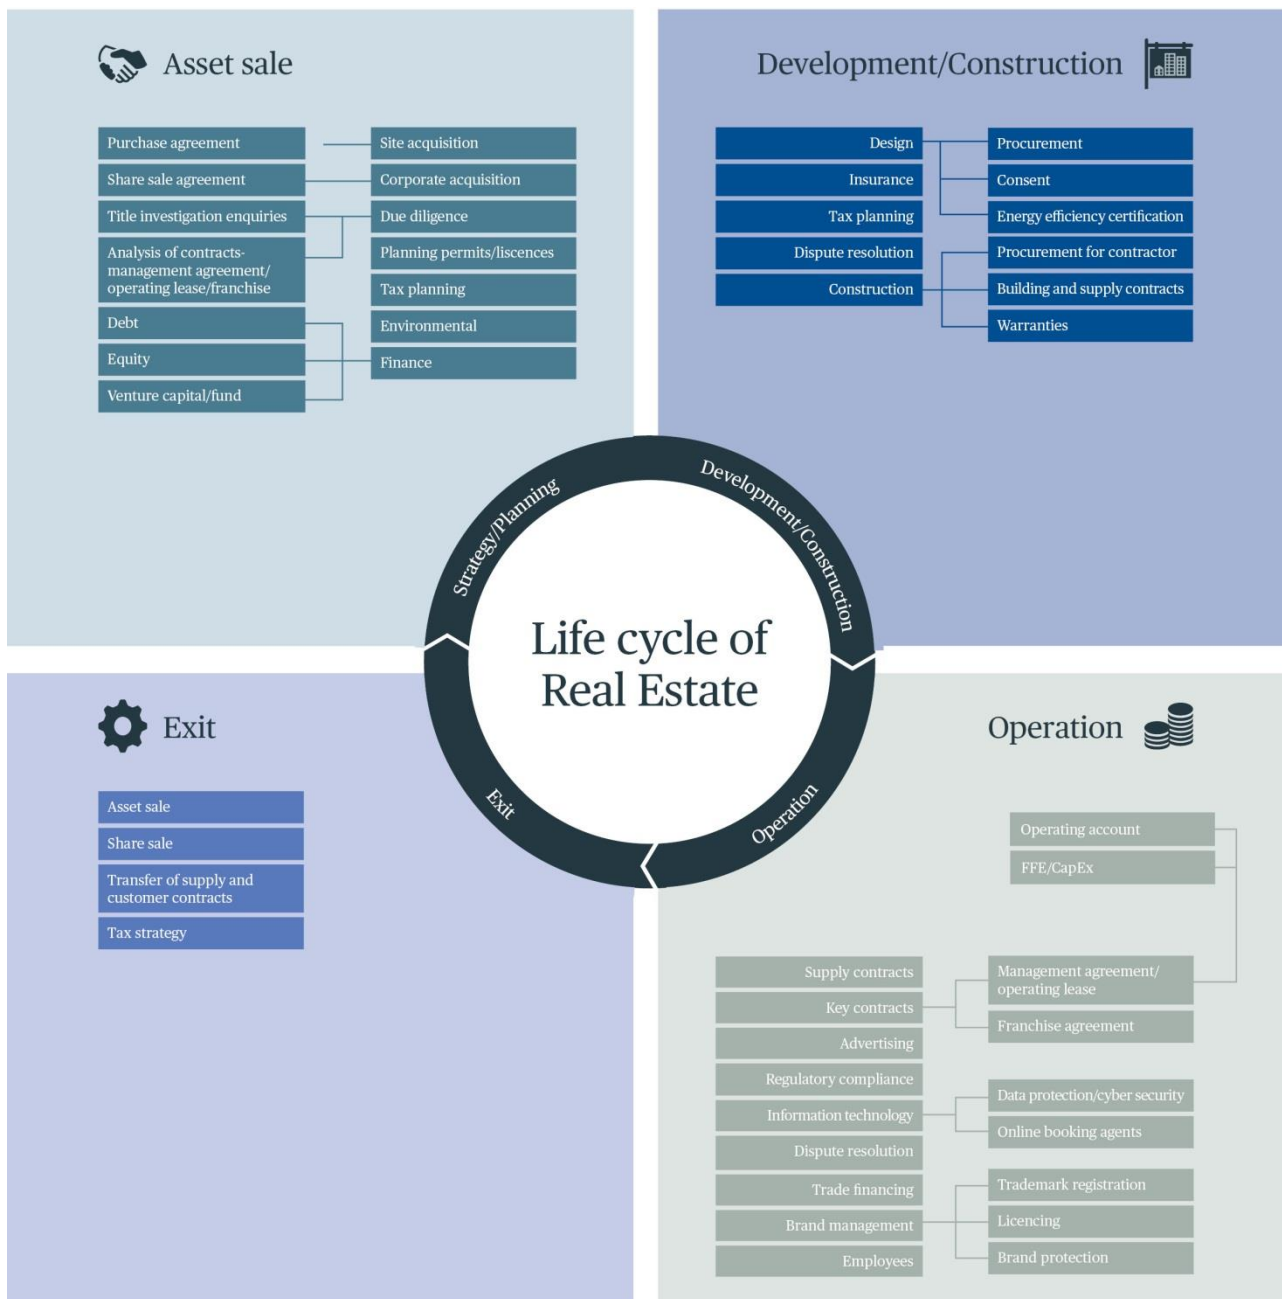 Asset sale
Purchase agreement
Share sale agreement
Title investigation enquiries
Analysis of contracts-
management agreement/
operating lease/franchise
Debt
Equity
Venture capital/fund
Site acquisition
Corporate acquisition
Due diligence
Planning permits/liscences
Tax planning
Environmental
Finance
Development/Construction
Design
Insurance
Tax planning
Dispute resolution
Construction
Procurement
Consent
Energy efficiency certification
Procurement for contractor
Building and supply contracts
Warranties
Strategy/Planning
Development/Construction
Operation
Exit
Life cycle of
Real Estate
Exit
Asset sale
Share sale
Transfer of supply and
customer contracts
Tax strategy
Operation
Operating account
FFE/CapEx
Supply contracts
Key contracts
Advertising
Regulatory compliance
Information technology
Dispute resolution
Trade financing
Brand management
Employees
Management agreement/
operating lease
Franchise agreement
Data protection/cyber security
Online booking agents
Trademark registration
Licencing
Brand protection